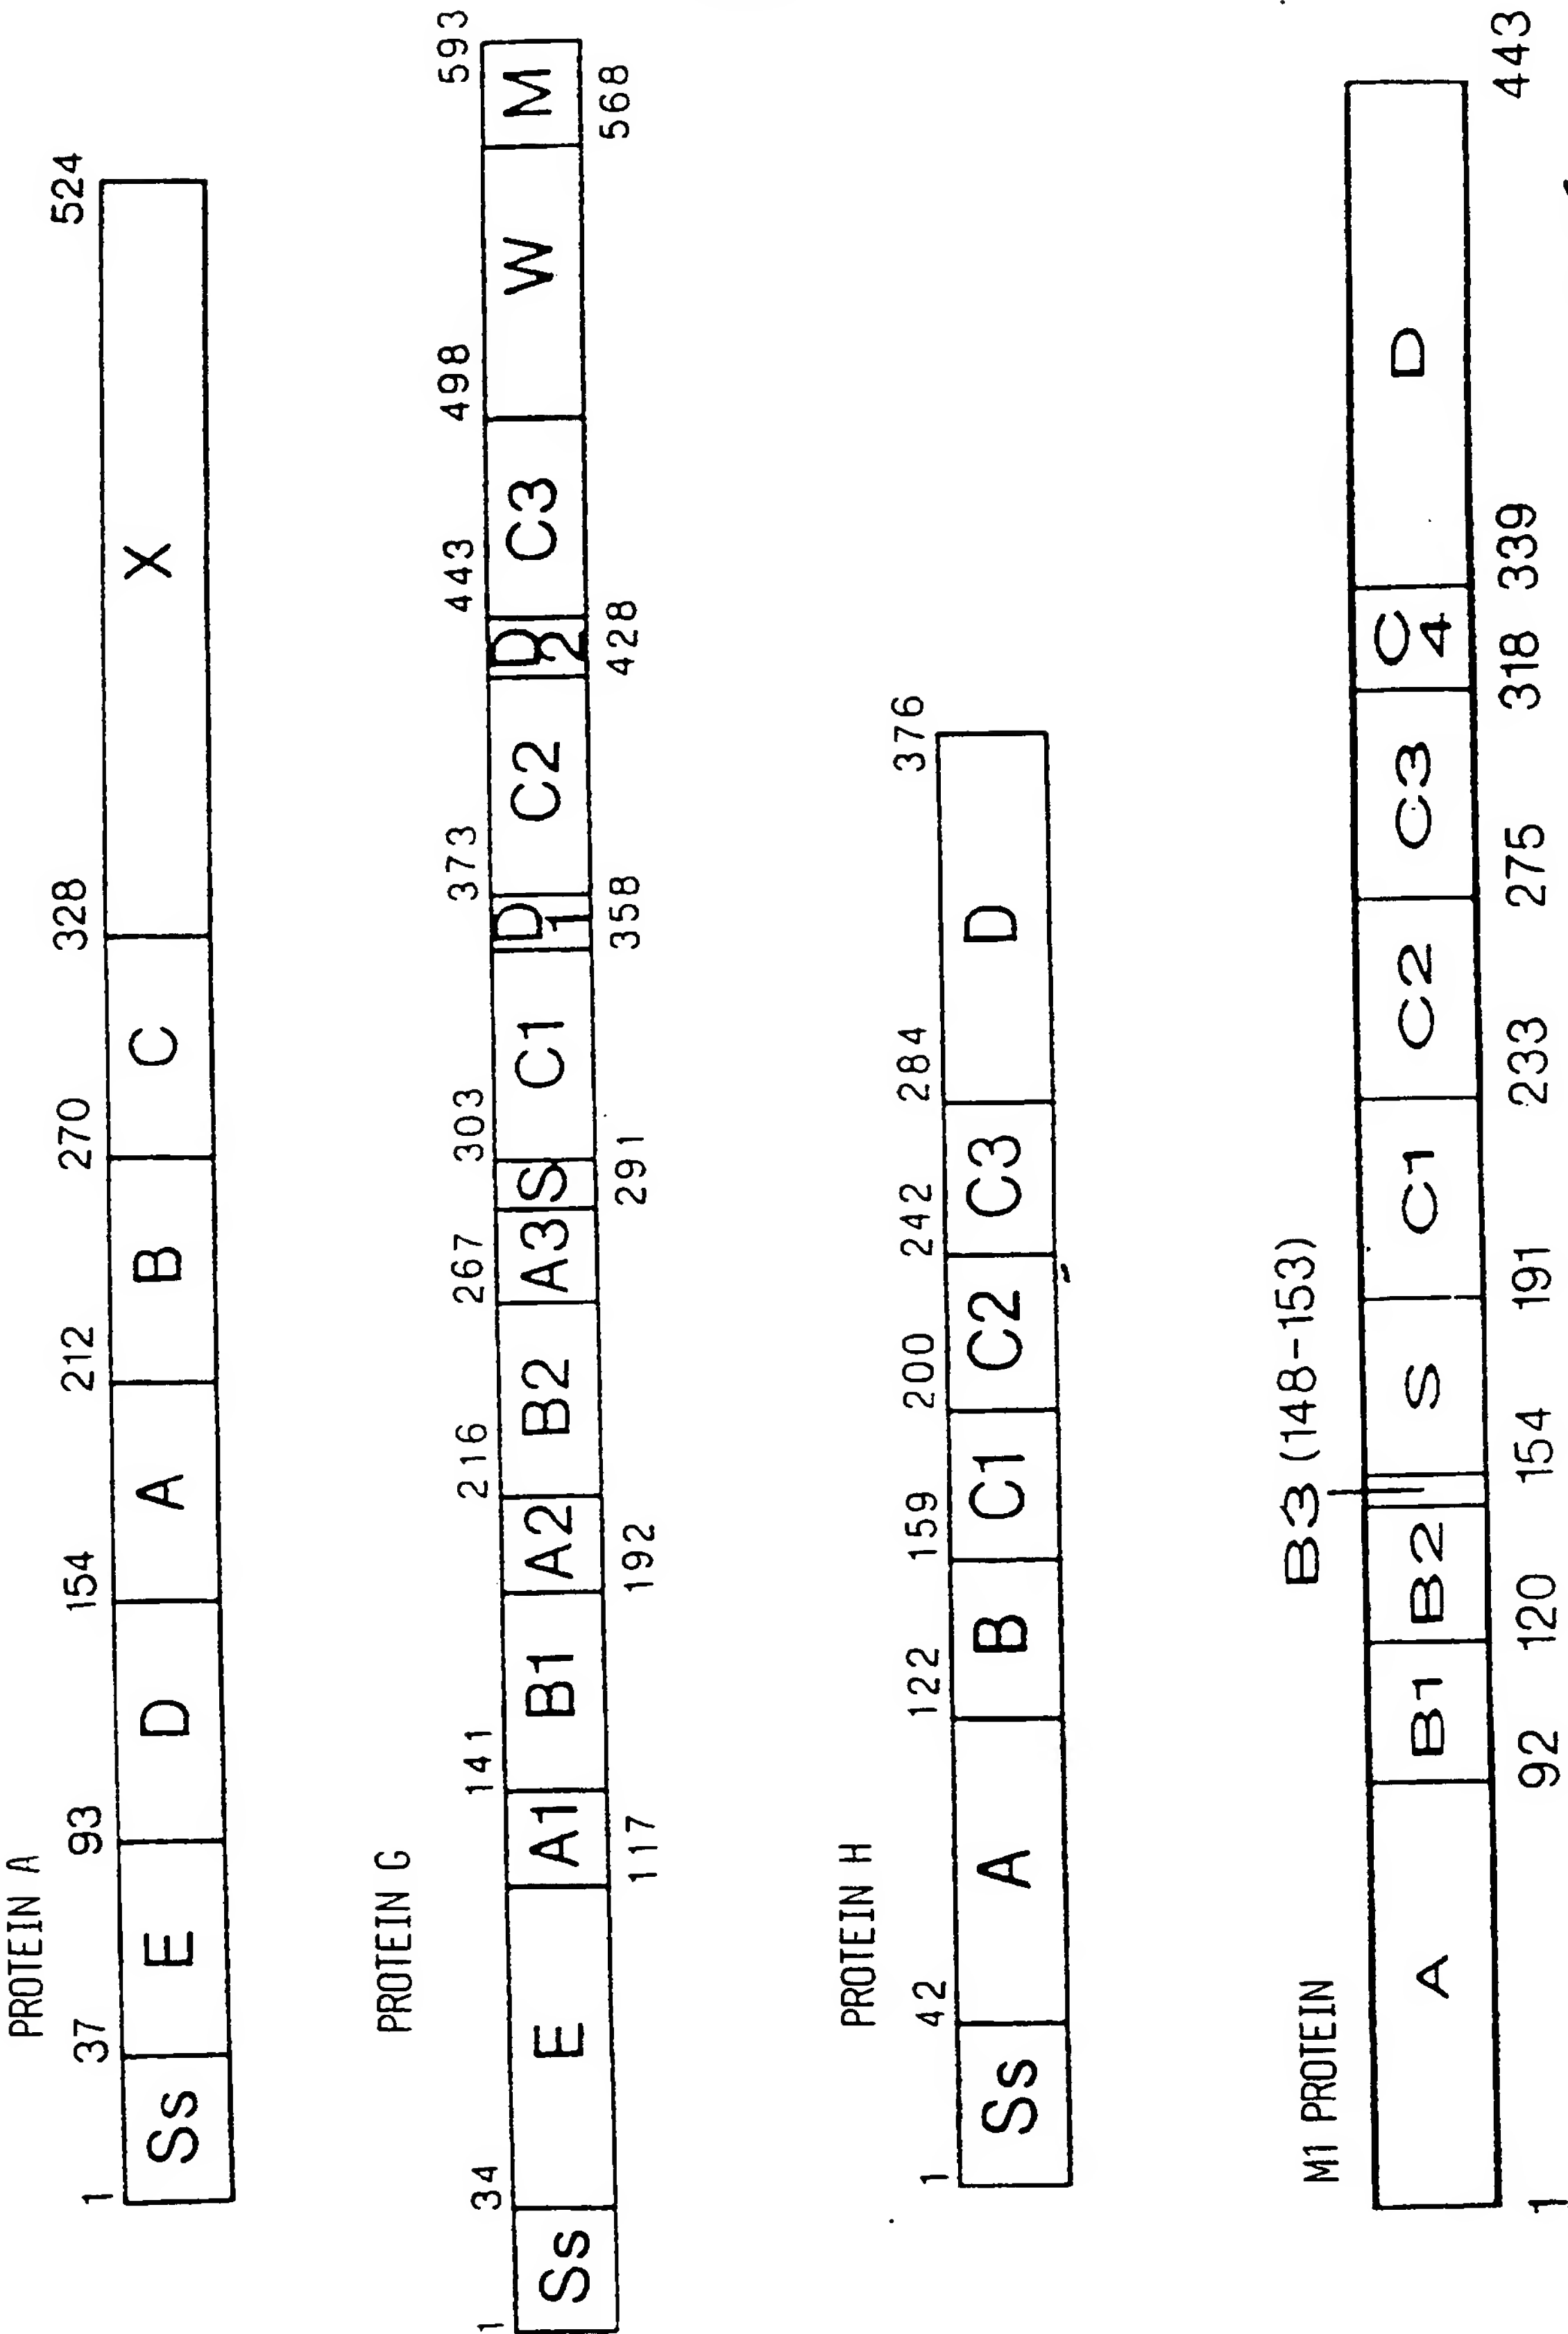 PROTEIN A
1 37 93 154 212 270 328 524
Ss E D A B C X
PROTEIN G
1 34 141 216 267 303 373 443 498 593
Ss E A1 B1 A2 B2 A3 S C1 D1 C2 D2 C3 W M
117 192 291 358 428 568
PROTEIN H
1 42 122 159 200 242 284 376
Ss A B C1 C2 C3 D
M1 PROTEIN
B3 (148-153)
A B1 B2 S C1 C2 C3 C4 D
1 92 120 154 191 233 275 318 339 443